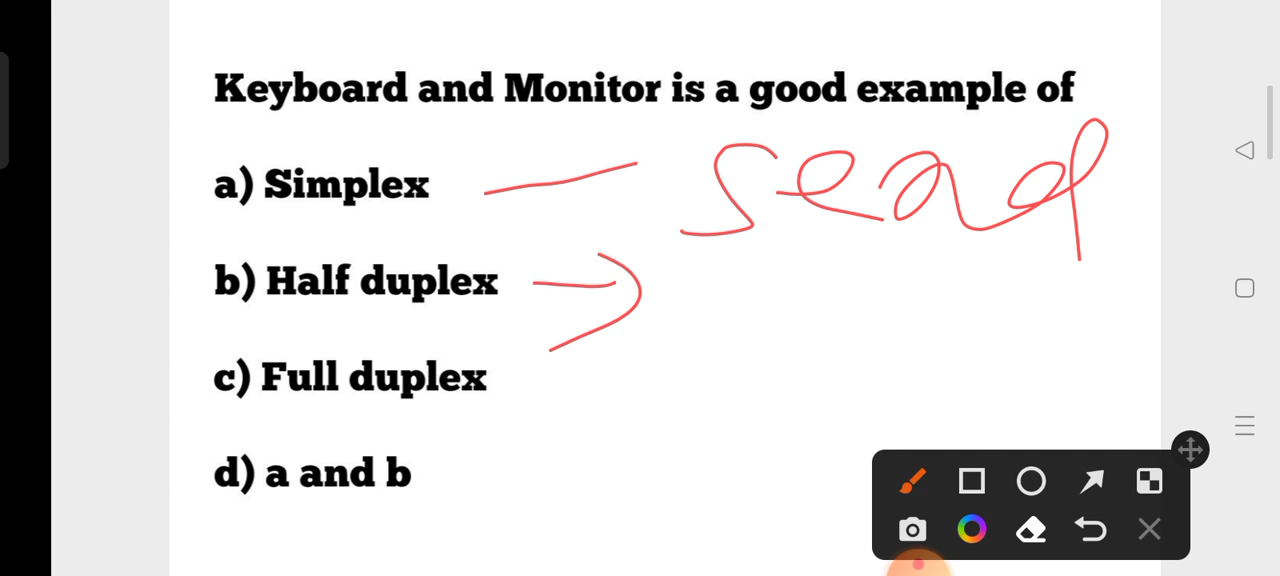 Keyboard and Monitor is a good example of
a) Simplex — send
b) Half duplex →
c) Full duplex
d) a and b